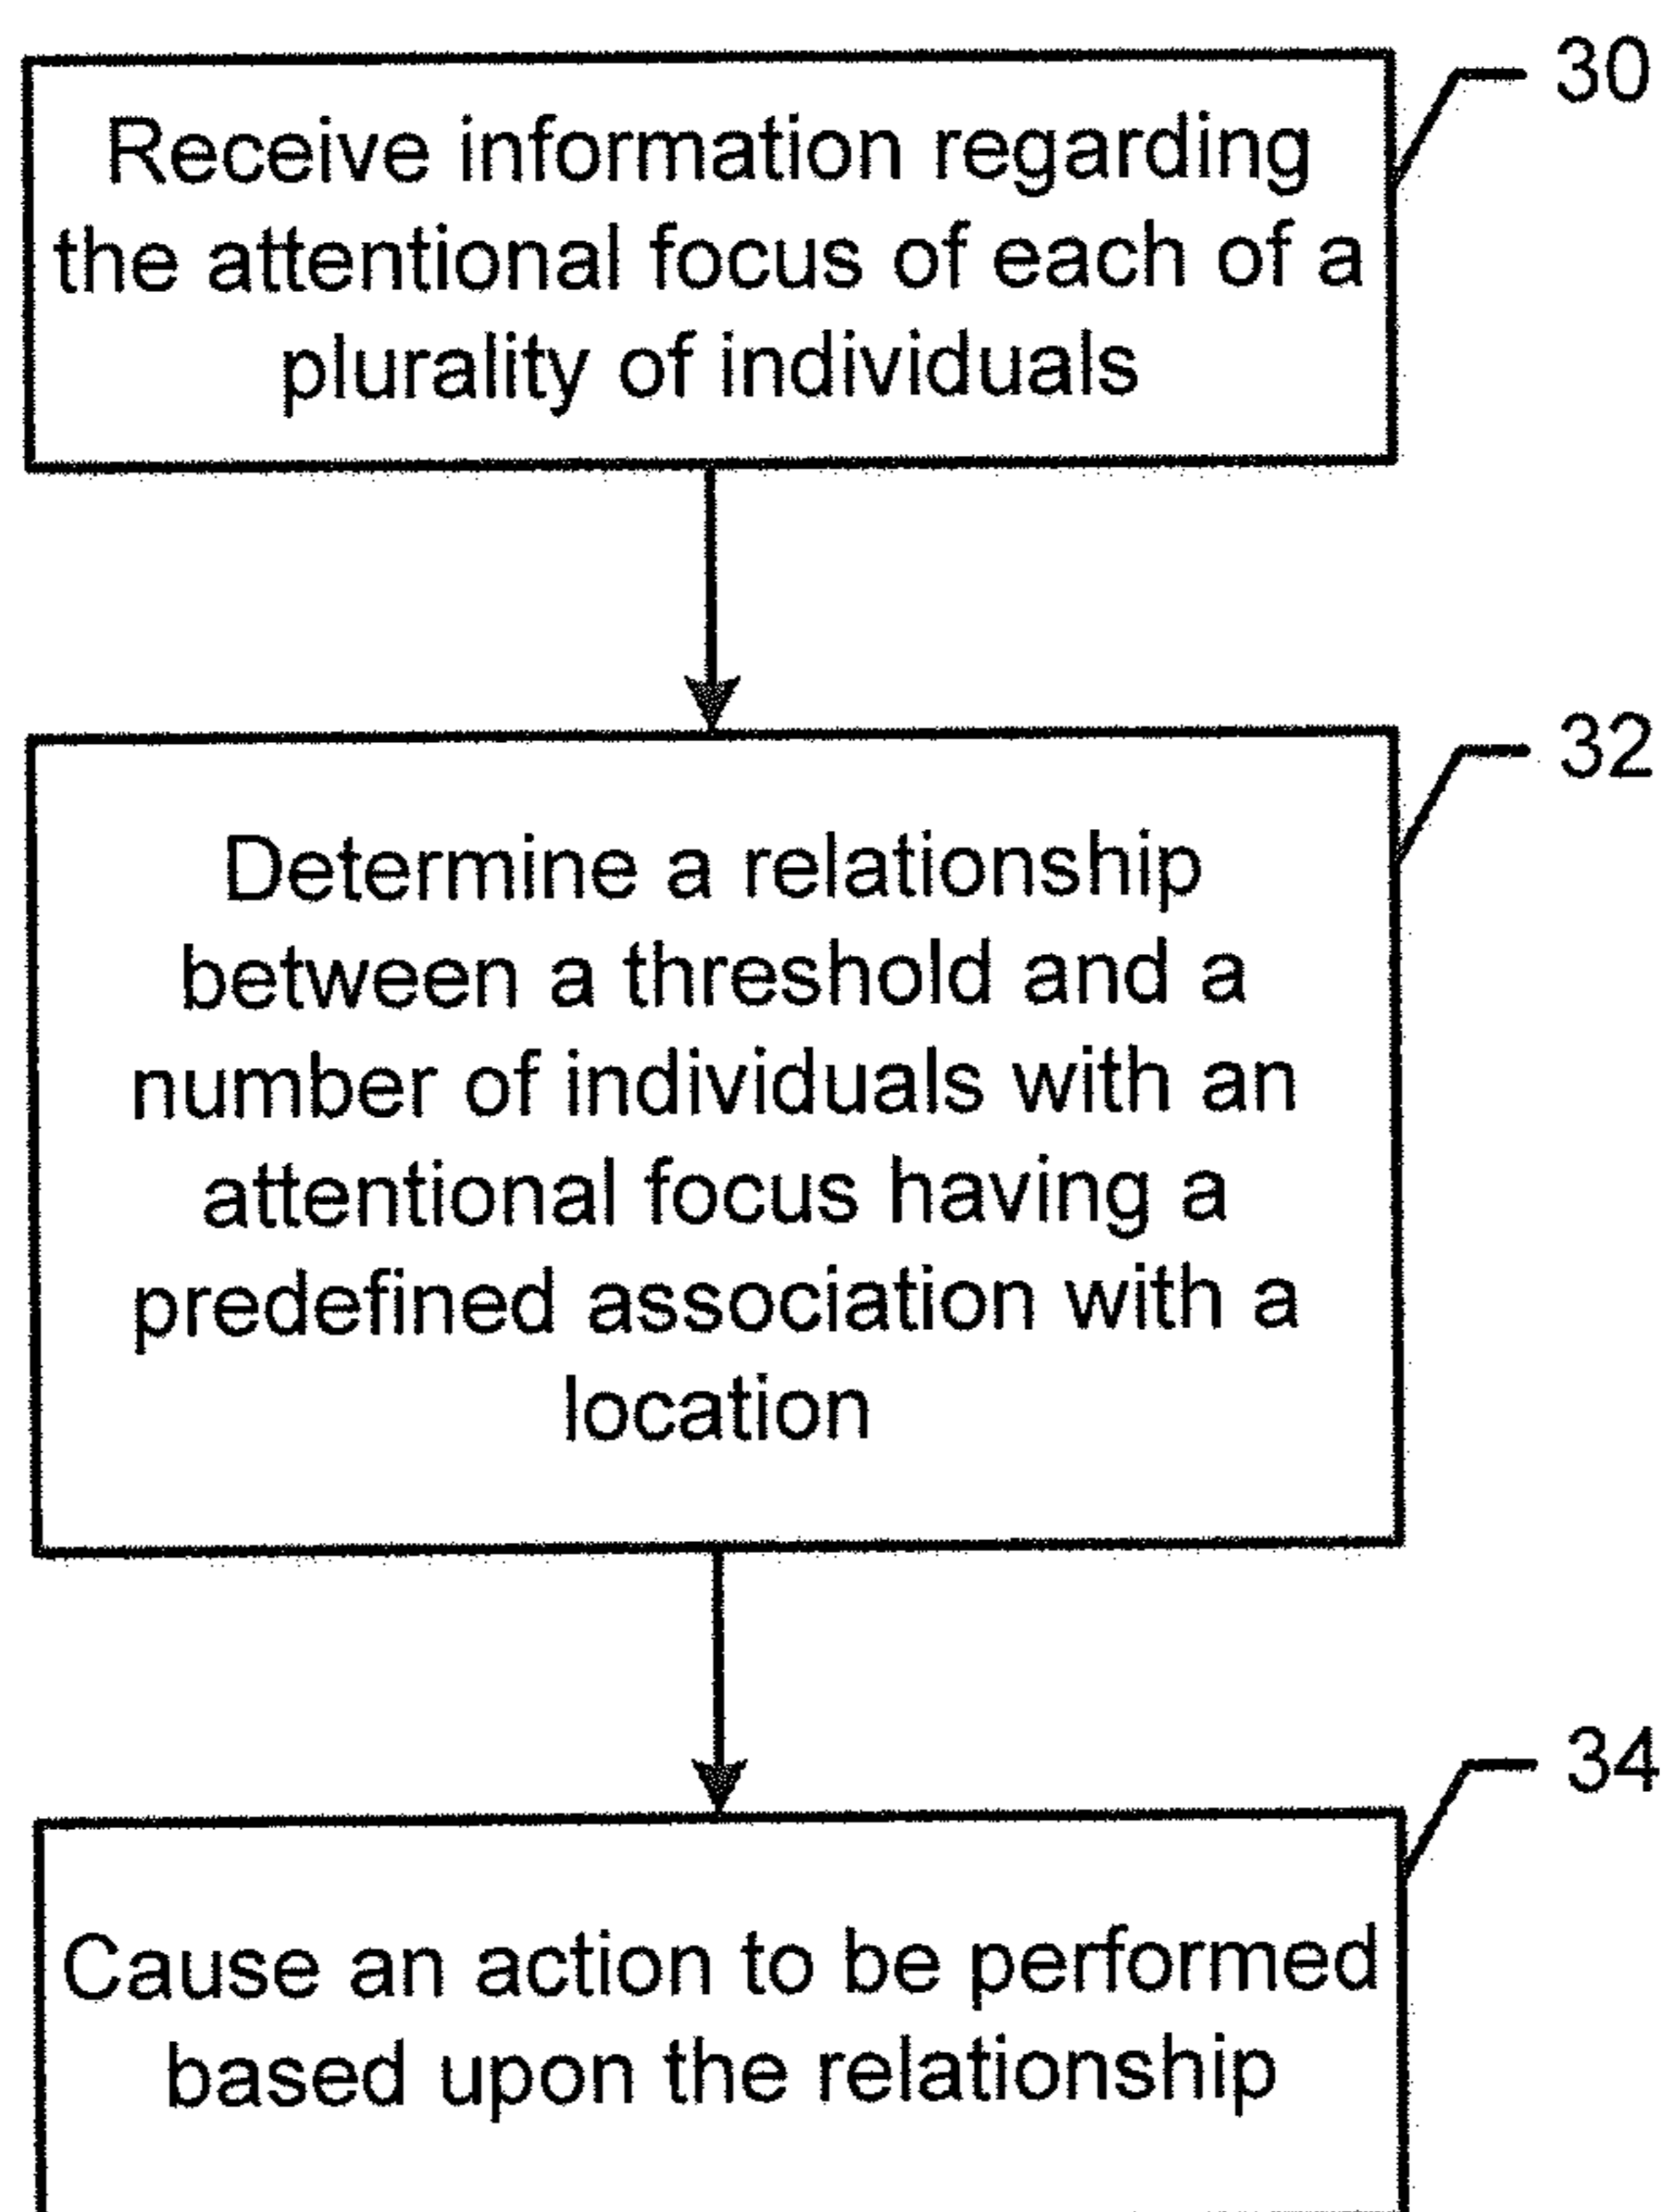 30
Receive information regarding
the attentional focus of each of a
plurality of individuals
32
Determine a relationship
between a threshold and a
number of individuals with an
attentional focus having a
predefined association with a
location
34
Cause an action to be performed
based upon the relationship